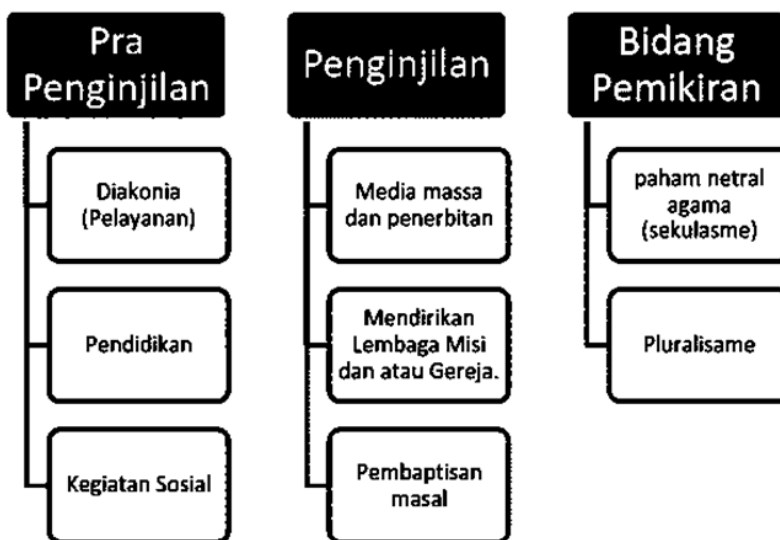 Pra
Penginjilan
Diakonia
(Pelayanan)
Pendidikan
Kegiatan Sosial
Penginjilan
Media massa
dan penerbitan
Mendirikan
Lembaga Misi
dan atau Gereja.
Pembaptisan
masal
Bidang
Pemikiran
paham netral
agama
(sekulasme)
Pluralisame